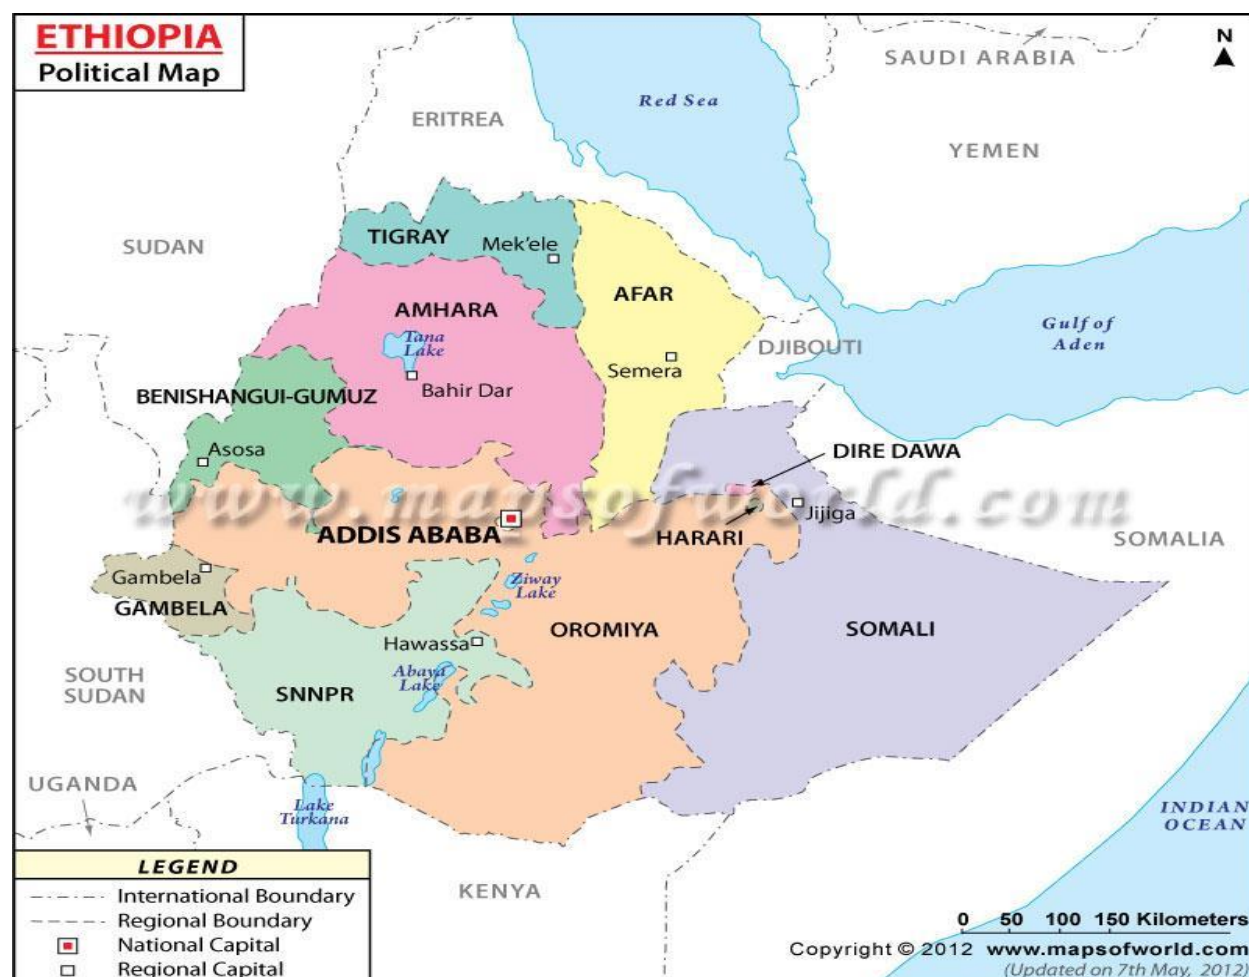 ETHIOPIA
Political Map
N
SAUDI ARABIA
Red Sea
ERITREA
YEMEN
SUDAN
TIGRAY
Mek'ele
AFAR
AMHARA
Tana
Lake
Gulf of
Aden
DJIBOUTI
Semera
BENISHANGUI-GUMUZ
Bahir Dar
Asosa
DIRE DAWA
www.mapsofworld.com
ADDIS ABABA
HARARI
Jijiga
SOMALIA
Gambela
GAMBELA
Ziway
Lake
OROMIYA
SOMALI
Hawassa
Abaya
Lake
SOUTH
SUDAN
SNNPR
UGANDA
Lake
Turkana
INDIAN
OCEAN
LEGEND
International Boundary
Regional Boundary
National Capital
Regional Capital
KENYA
0 50 100 150 Kilometers
Copyright © 2012 www.mapsofworld.com
(Updated on 7th May, 2012)